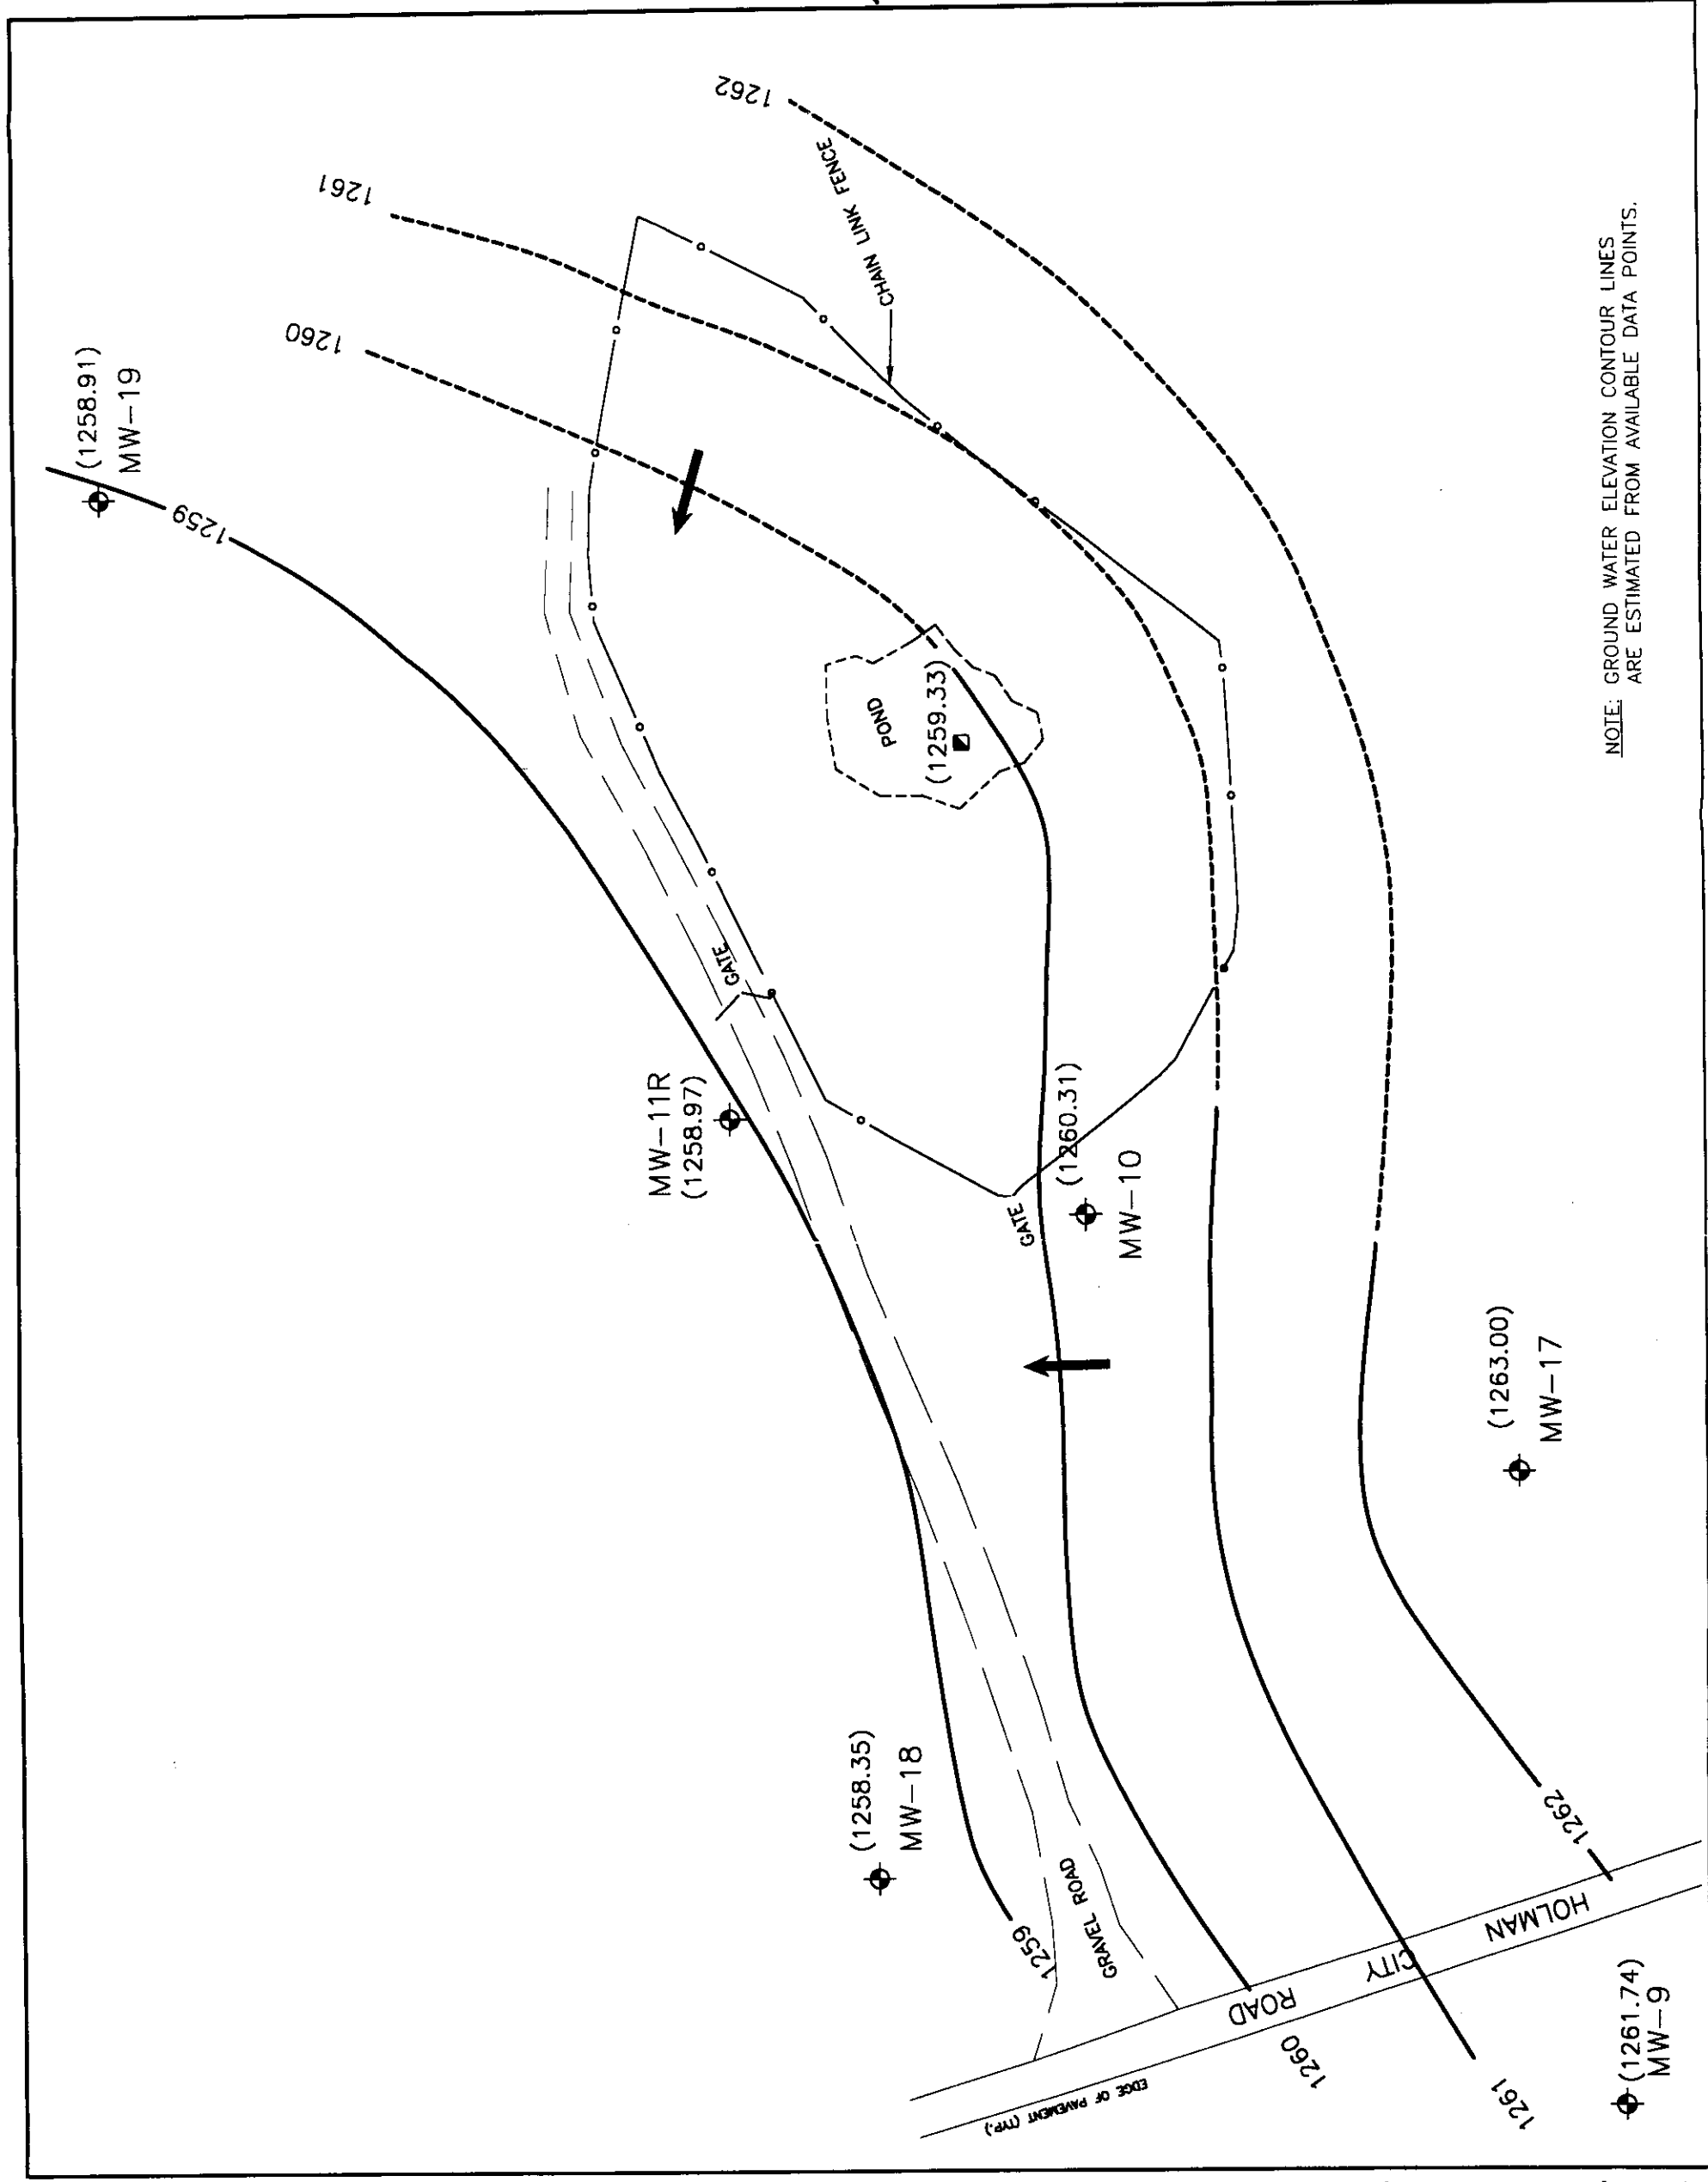 (1258.91)
MW-19
1259
1260
1261
1262
CHAIN LINK FENCE
POND
(1259.33)
GATE
MW-11R
(1258.97)
GATE
(1260.31)
MW-10
(1263.00)
MW-17
(1258.35)
MW-18
1259
GRAVEL ROAD
1260
1261
1262
HOLMAN
CITY
ROAD
EDGE OF PAVEMENT (TYP.)
(1261.74)
MW-9
NOTE: GROUND WATER ELEVATION CONTOUR LINES
ARE ESTIMATED FROM AVAILABLE DATA POINTS.